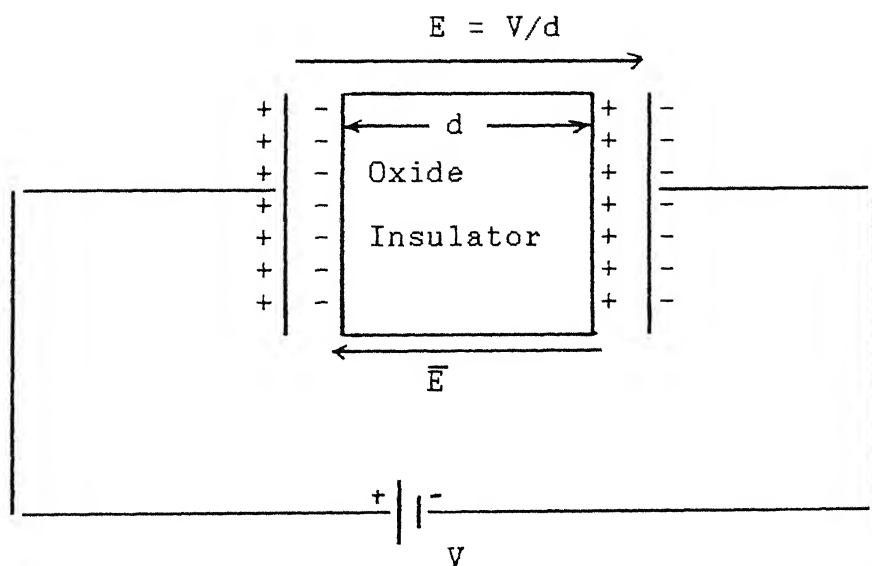 E = V/d
+ - + -
+ - d + -
+ - + -
+ - Oxide + -
+ - + -
+ - Insulator + -
+ - + -
+ - + -
E̅
+ -
V